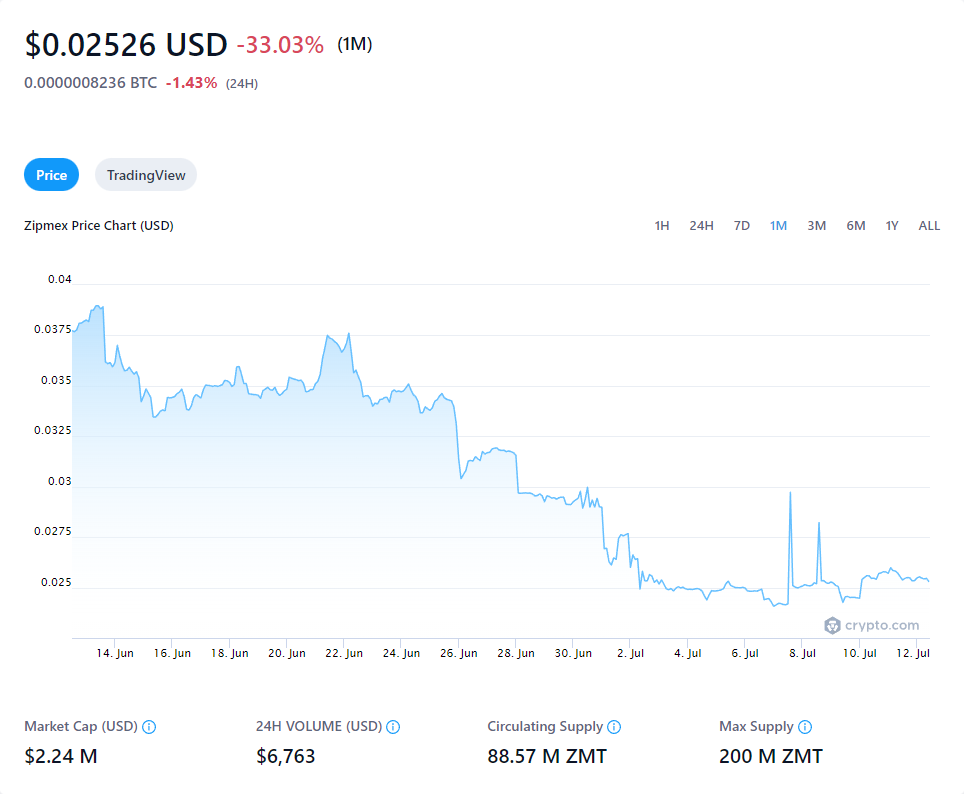 $0.02526 USD -33.03% (1M)
0.0000008236 BTC -1.43% (24H)
Price TradingView
Zipmex Price Chart (USD) 1H 24H 7D 1M 3M 6M 1Y ALL
0.04
0.0375
0.035
0.0325
0.03
0.0275
0.025
crypto.com
14. Jun 16. Jun 18. Jun 20. Jun 22. Jun 24. Jun 26. Jun 28. Jun 30. Jun 2. Jul 4. Jul 6. Jul 8. Jul 10. Jul 12. Jul
Market Cap (USD) 24H VOLUME (USD) Circulating Supply Max Supply
$2.24 M $6,763 88.57 M ZMT 200 M ZMT